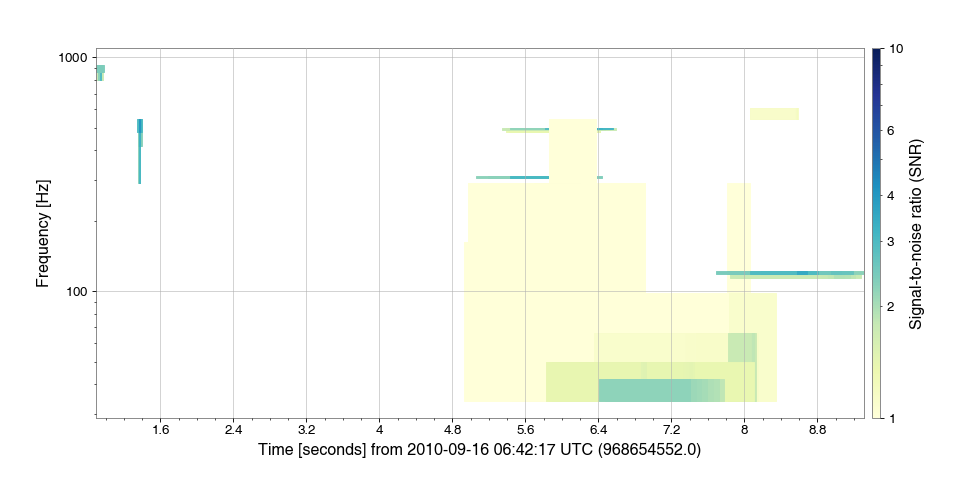 1000
100
Frequency [Hz]
1.6 2.4 3.2 4 4.8 5.6 6.4 7.2 8 8.8
Time [seconds] from 2010-09-16 06:42:17 UTC (968654552.0)
10
6
4
3
2
1
Signal-to-noise ratio (SNR)